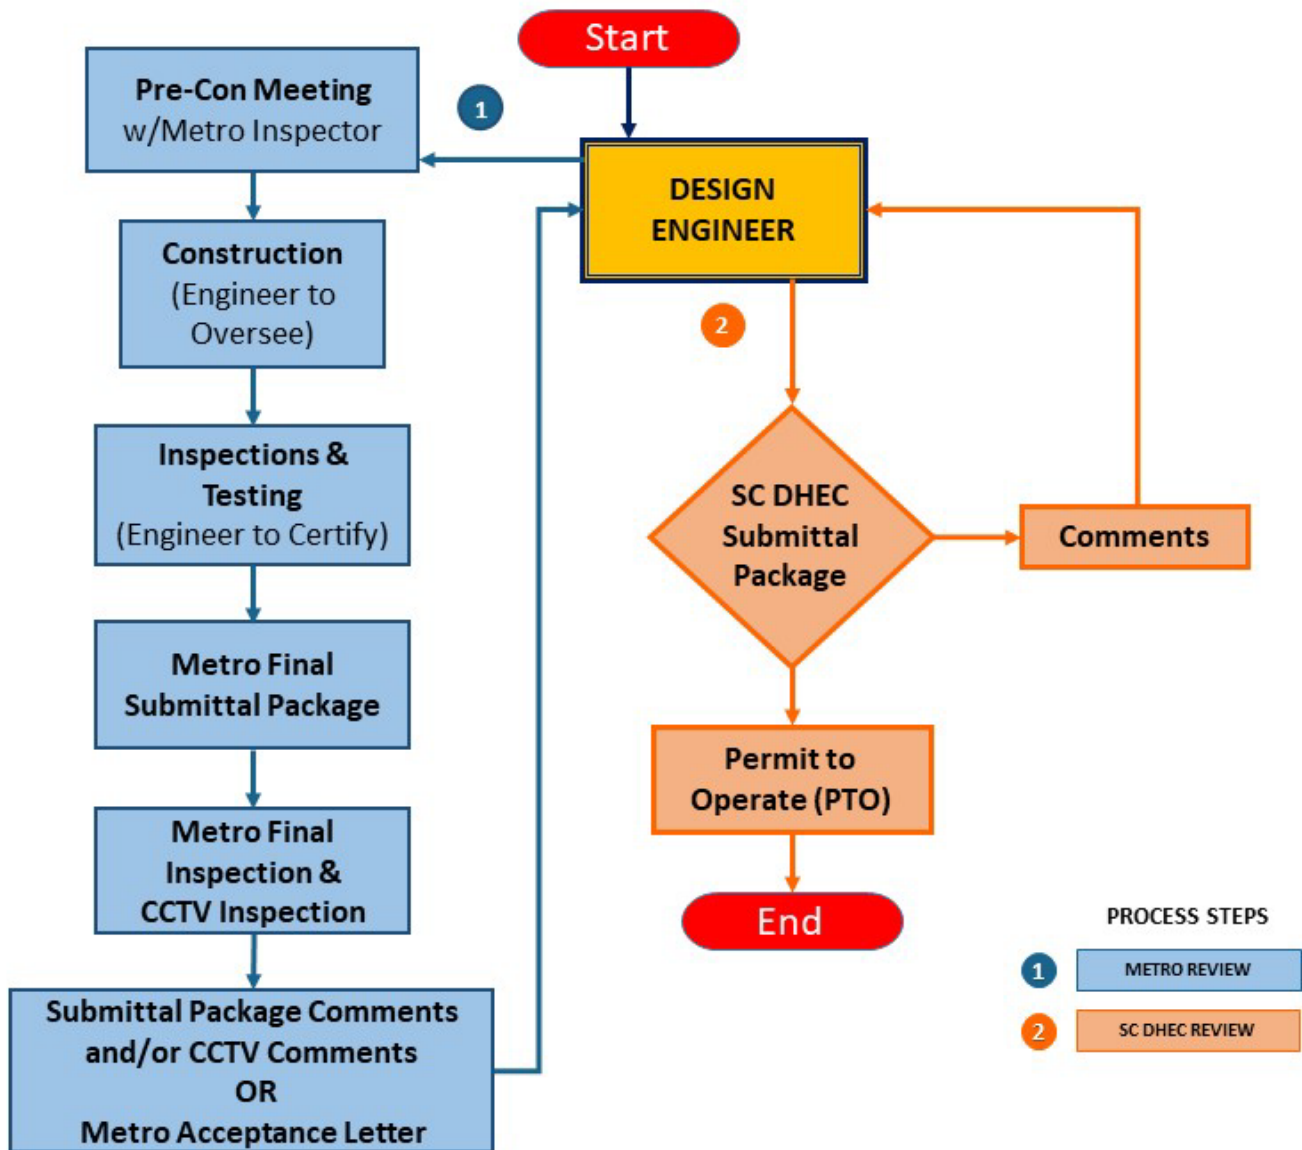 Start
Pre-Con Meeting
w/Metro Inspector
1
DESIGN
ENGINEER
Construction
(Engineer to
Oversee)
2
Inspections &
Testing
(Engineer to Certify)
SC DHEC
Submittal
Package
Comments
Metro Final
Submittal Package
Permit to
Operate (PTO)
Metro Final
Inspection &
CCTV Inspection
End
Submittal Package Comments
and/or CCTV Comments
OR
Metro Acceptance Letter
PROCESS STEPS
1 METRO REVIEW
2 SC DHEC REVIEW